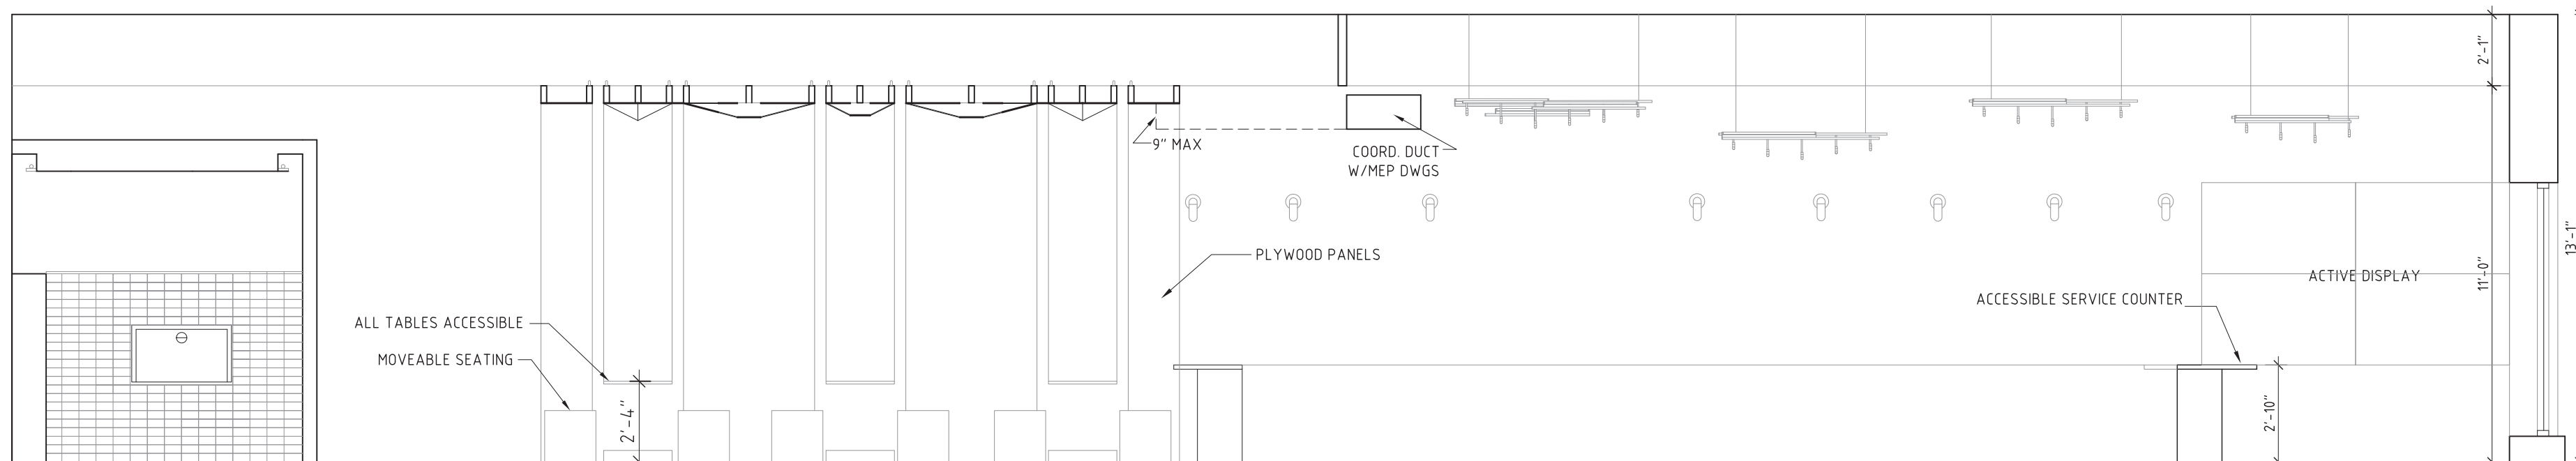 2'-1"
9" MAX
COORD. DUCT
W/MEP DWGS
13'-1"
PLYWOOD PANELS
11'-0"
ACTIVE DISPLAY
ACCESSIBLE SERVICE COUNTER
ALL TABLES ACCESSIBLE
MOVEABLE SEATING
2'-4"
2'-10"